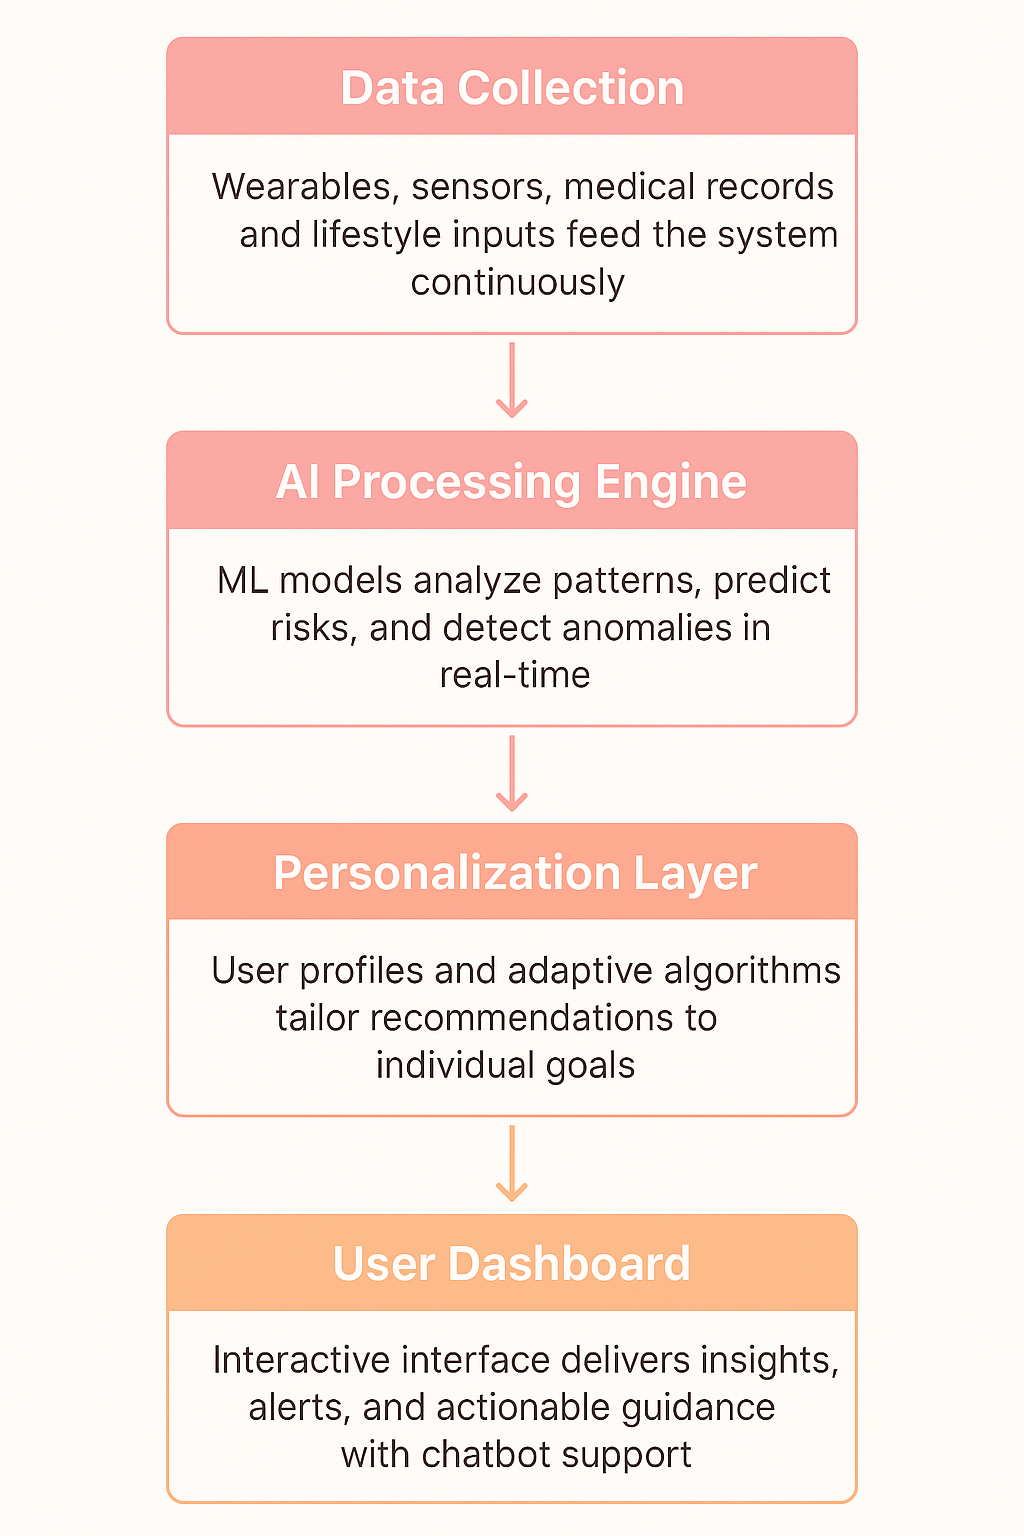 Data Collection
Wearables, sensors, medical records
and lifestyle inputs feed the system
continuously
AI Processing Engine
ML models analyze patterns, predict
risks, and detect anomalies in
real-time
Personalization Layer
User profiles and adaptive algorithms
tailor recommendations to
individual goals
User Dashboard
Interactive interface delivers insights,
alerts, and actionable guidance
with chatbot support